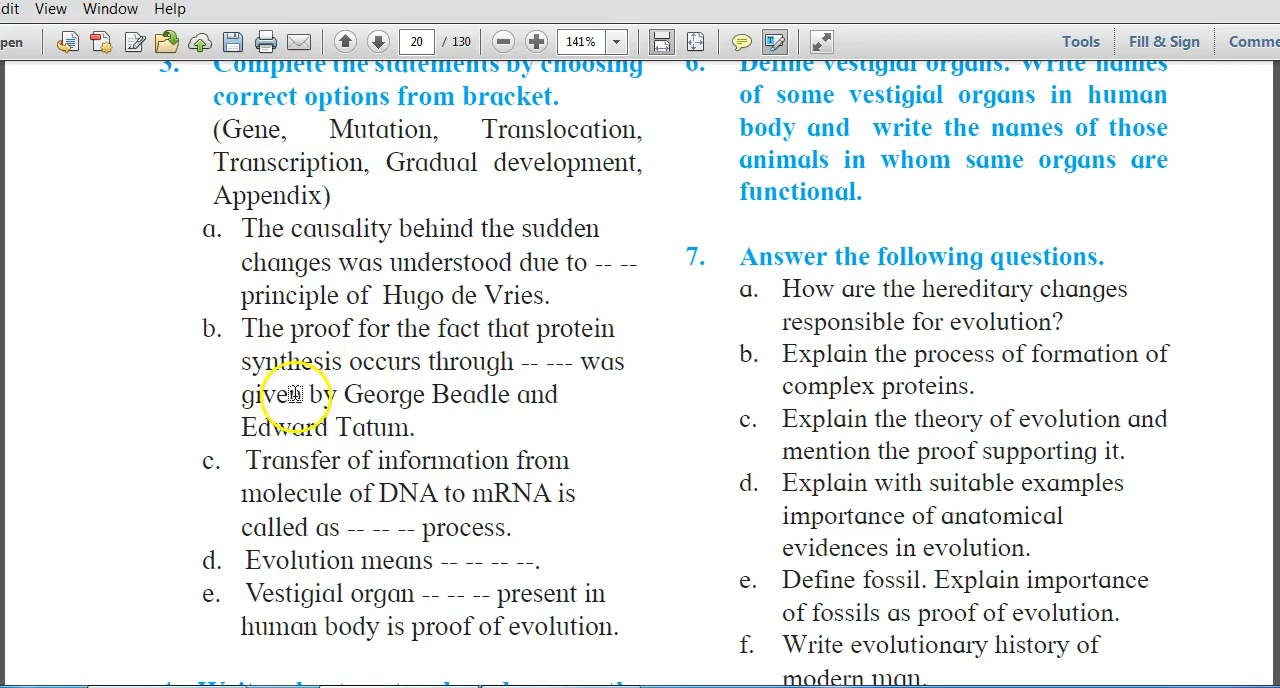 dit View Window Help
pen 20 / 130 141% Tools Fill & Sign Comme
3. Complete the statements by choosing
correct options from bracket.
(Gene, Mutation, Translocation,
Transcription, Gradual development,
Appendix)
a. The causality behind the sudden
changes was understood due to -- --
principle of Hugo de Vries.
b. The proof for the fact that protein
synthesis occurs through -- --- was
given by George Beadle and
Edward Tatum.
c. Transfer of information from
molecule of DNA to mRNA is
called as -- -- -- process.
d. Evolution means -- -- -- --.
e. Vestigial organ -- -- -- present in
human body is proof of evolution.
6. Define vestigial organs. Write names
of some vestigial organs in human
body and write the names of those
animals in whom same organs are
functional.
7. Answer the following questions.
a. How are the hereditary changes
responsible for evolution?
b. Explain the process of formation of
complex proteins.
c. Explain the theory of evolution and
mention the proof supporting it.
d. Explain with suitable examples
importance of anatomical
evidences in evolution.
e. Define fossil. Explain importance
of fossils as proof of evolution.
f. Write evolutionary history of
modern man.